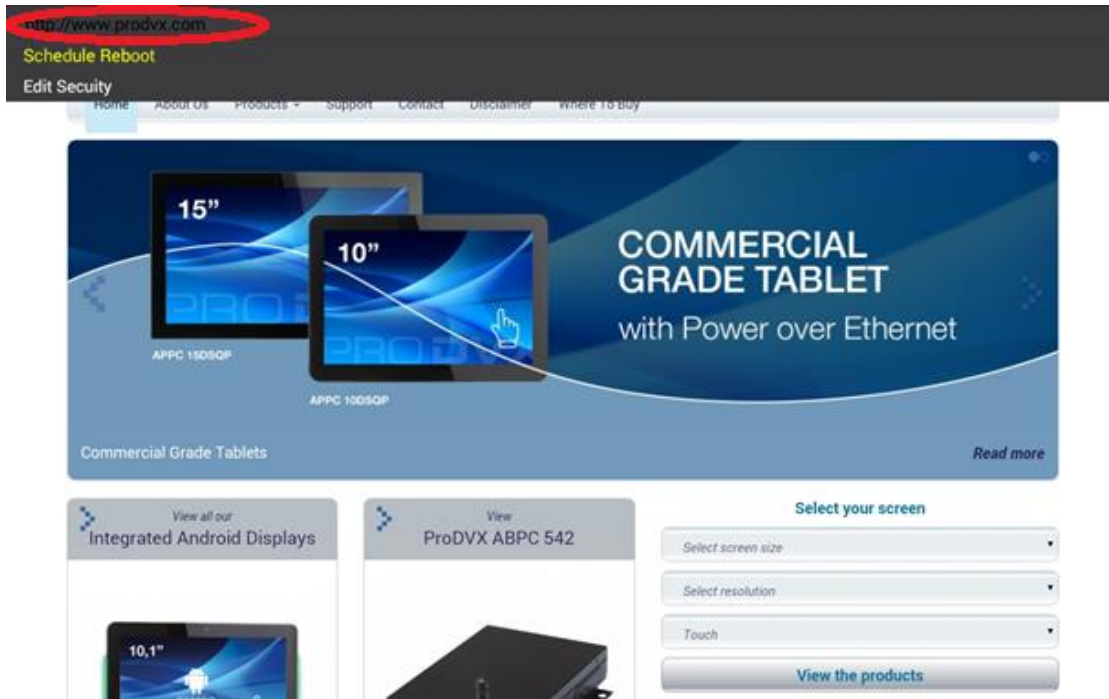 http://www.prodvx.com
Schedule Reboot
Edit Secuity
Home About Us Products Support Contact Disclaimer Where To Buy
15”
10”
COMMERCIAL
GRADE TABLET
with Power over Ethernet
PRODV
PRODV
APPC 15DSQP
APPC 10DSQP
Commercial Grade Tablets
Read more
View all our
Integrated Android Displays
View
ProDVX ABPC 542
Select your screen
Select screen size
Select resolution
Touch
View the products
10,1”